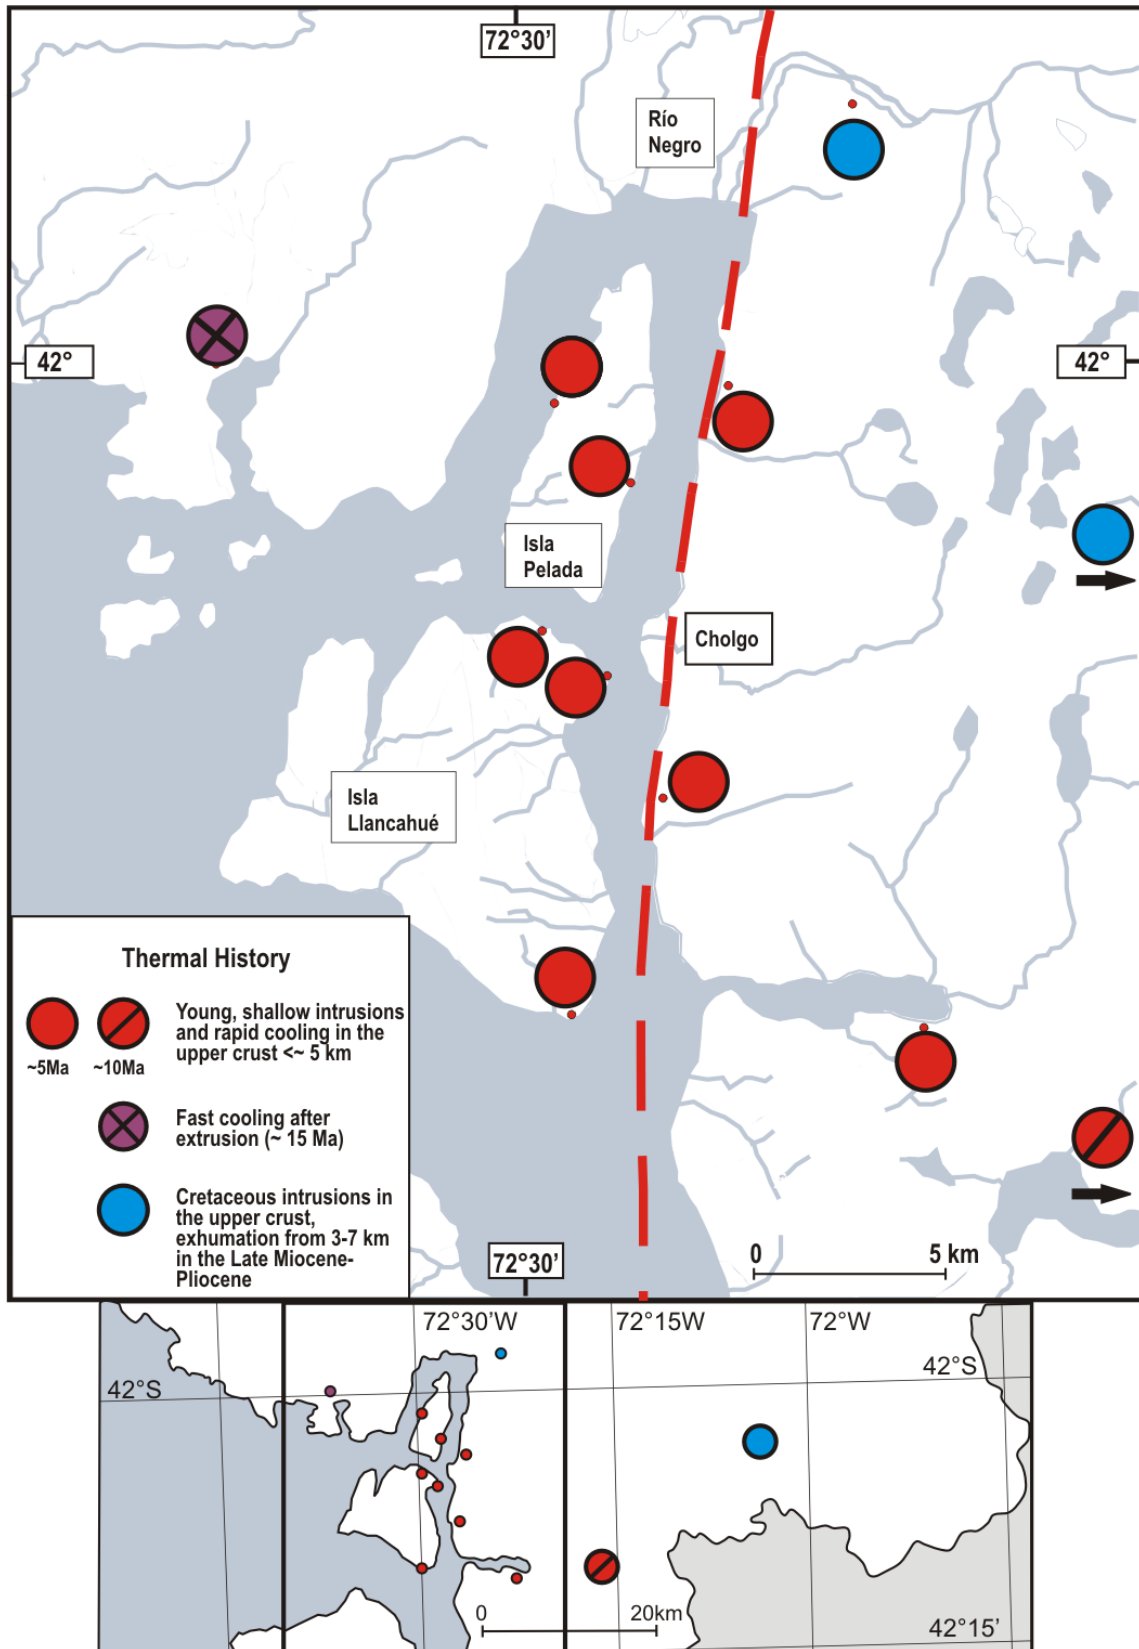 72°30'
Río
Negro
42°
42°
Isla
Pelada
Cholgo
Isla
Llancahué
Thermal History
~5Ma
~10Ma
Young, shallow intrusions
and rapid cooling in the
upper crust <~ 5 km
Fast cooling after
extrusion (~ 15 Ma)
Cretaceous intrusions in
the upper crust,
exhumation from 3-7 km
in the Late Miocene-
Pliocene
72°30'
0
5 km
72°30'W
72°15W
72°W
42°S
42°S
0
20km
42°15'